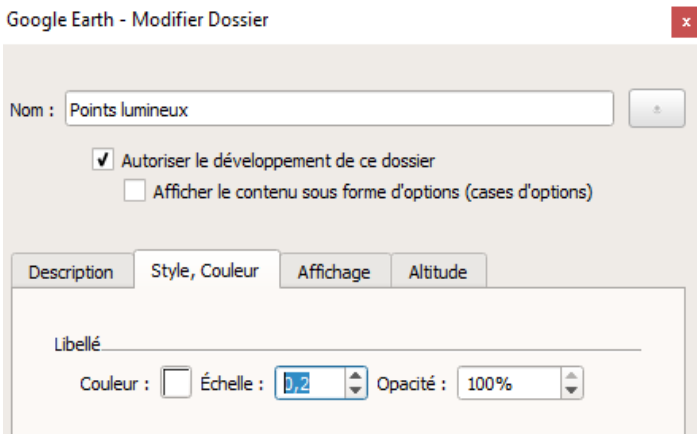 Google Earth - Modifier Dossier x
Nom : Points lumineux
Autoriser le développement de ce dossier
Afficher le contenu sous forme d'options (cases d'options)
Description Style, Couleur Affichage Altitude
Libellé
Couleur : Échelle : 0,2 Opacité : 100%